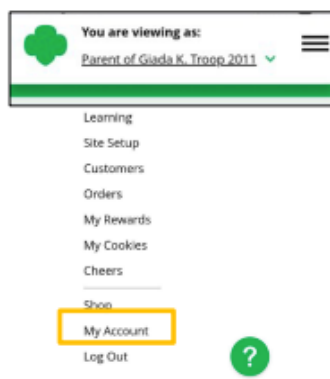 You are viewing as:
Parent of Giada K. Troop 2011
Learning
Site Setup
Customers
Orders
My Rewards
My Cookies
Cheers
Shop
My Account
Log Out
?